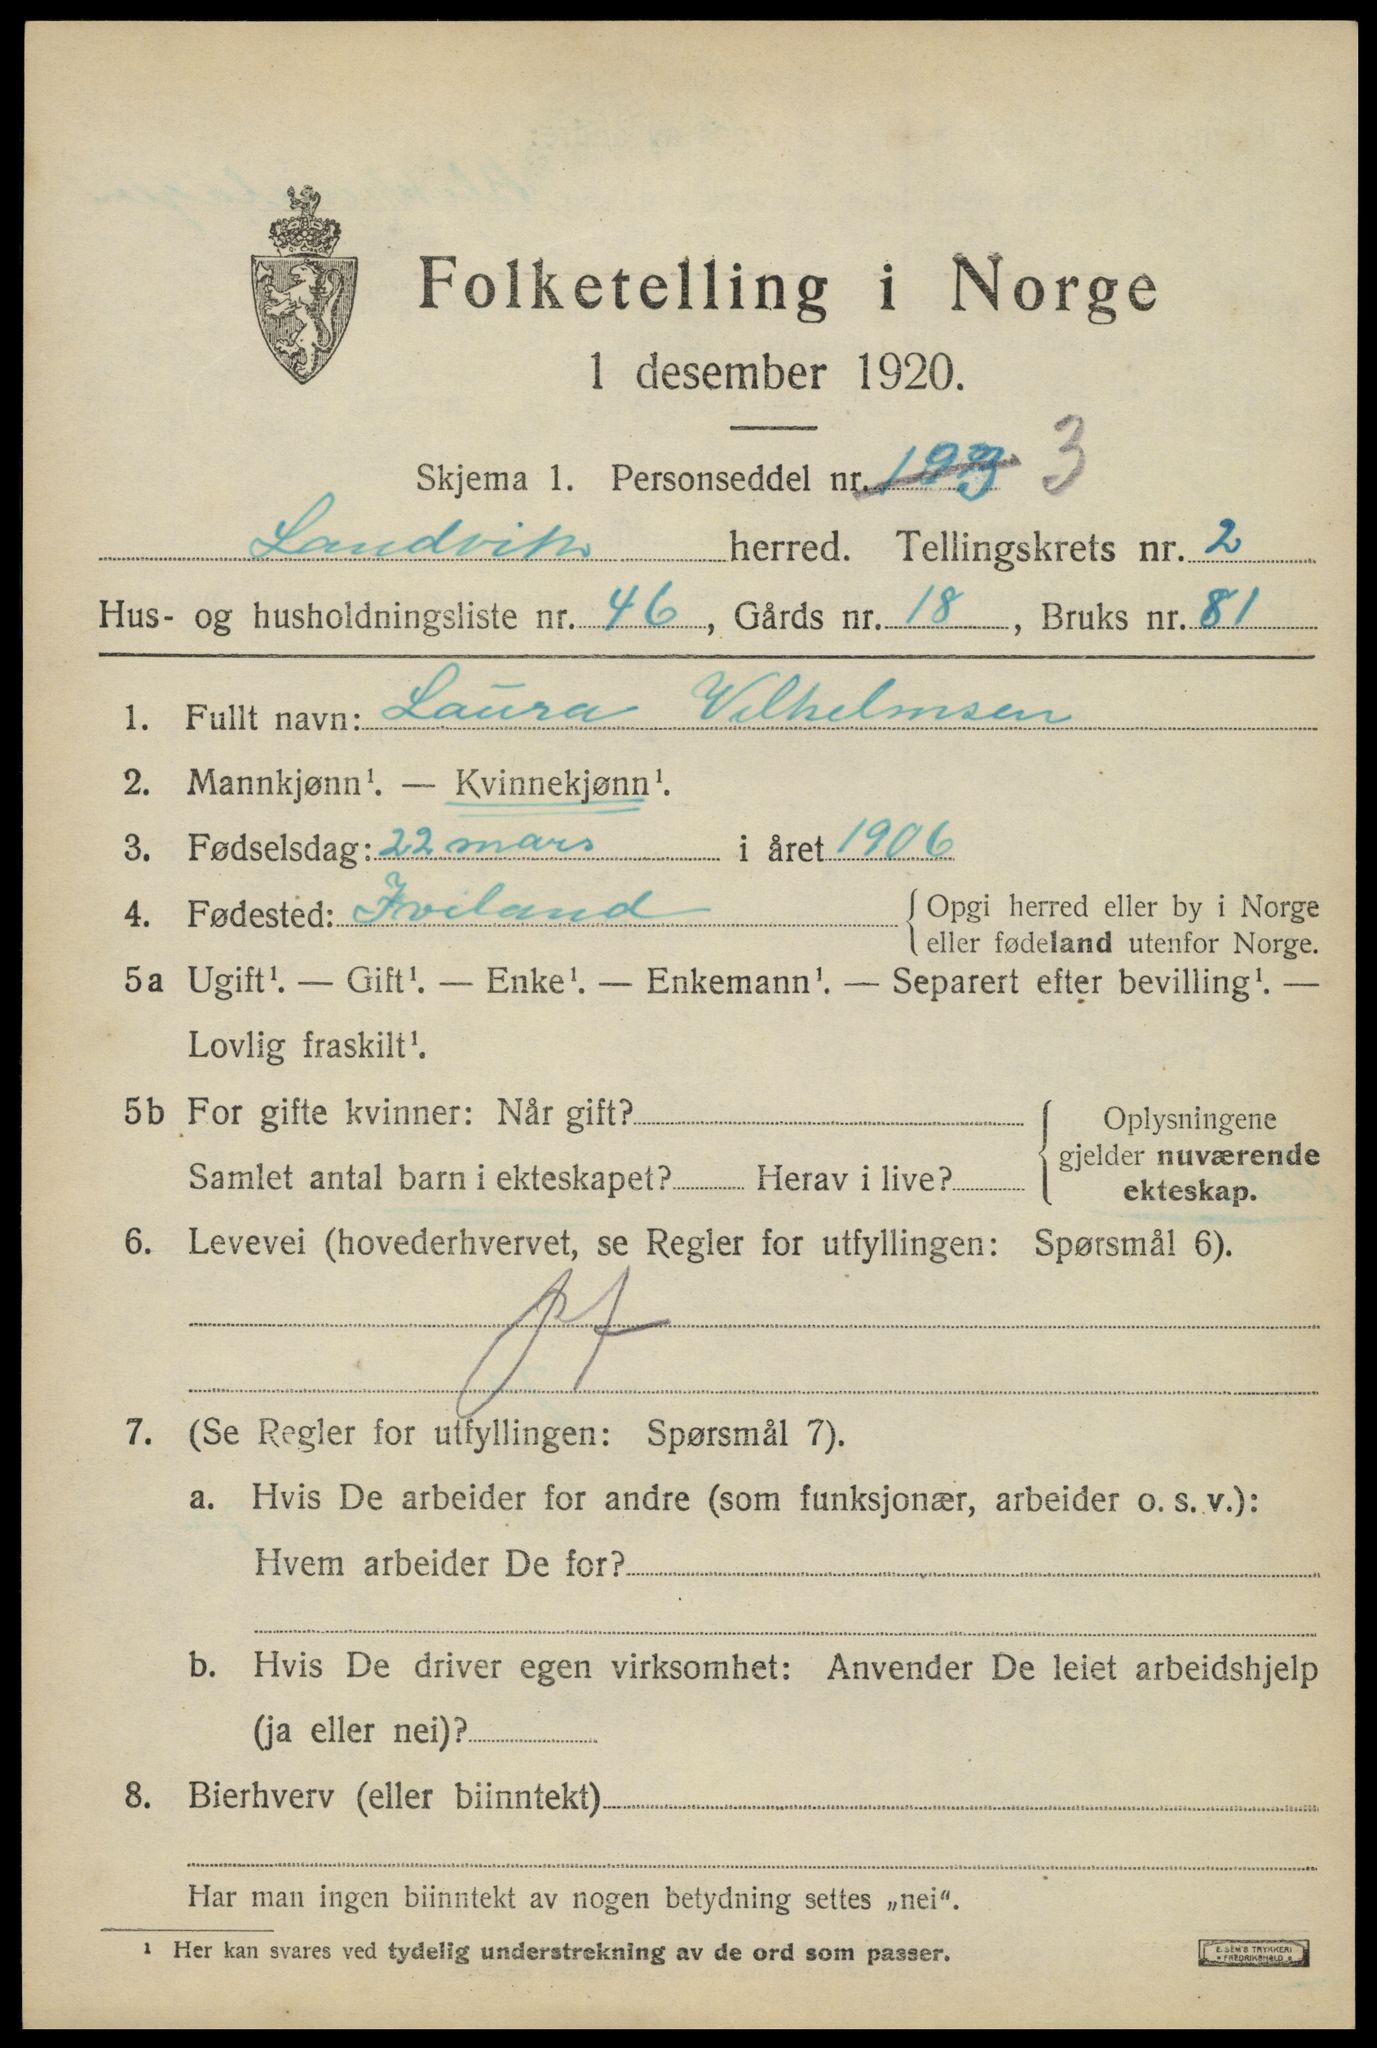 Folketelling i Norge
1 desember 1920.
Skjema 1. Personseddel nr. 3
Landvik herred. Tellingskrets nr. 2
Hus- og husholdningsliste nr. 46, Gårds nr. 18, Bruks nr. 81
1. Fullt navn: Laura Vilhelmsen
2. Mannkjønn¹. — Kvinnekjønn¹.
3. Fødselsdag: 22 mars i året 1906
4. Fødested: Iveland { Opgi herred eller by i Norge
eller fødeland utenfor Norge.
5a Ugift¹. — Gift¹. — Enke¹. — Enkemann¹. — Separert efter bevilling¹. —
Lovlig fraskilt¹.
5b For gifte kvinner: Når gift? { Oplysningene
gjelder nuværende
ekteskap.
Samlet antal barn i ekteskapet? Herav i live?
6. Levevei (hovederhvervet, se Regler for utfyllingen: Spørsmål 6).
7. (Se Regler for utfyllingen: Spørsmål 7).
a. Hvis De arbeider for andre (som funksjonær, arbeider o. s. v.):
Hvem arbeider De for?
b. Hvis De driver egen virksomhet: Anvender De leiet arbeidshjelp
(ja eller nei)?
8. Bierhverv (eller biinntekt)
Har man ingen biinntekt av nogen betydning settes „nei“.
¹ Her kan svares ved tydelig understrekning av de ord som passer.
E. SEM'S TRYKKERI
FREDRIKSHALD